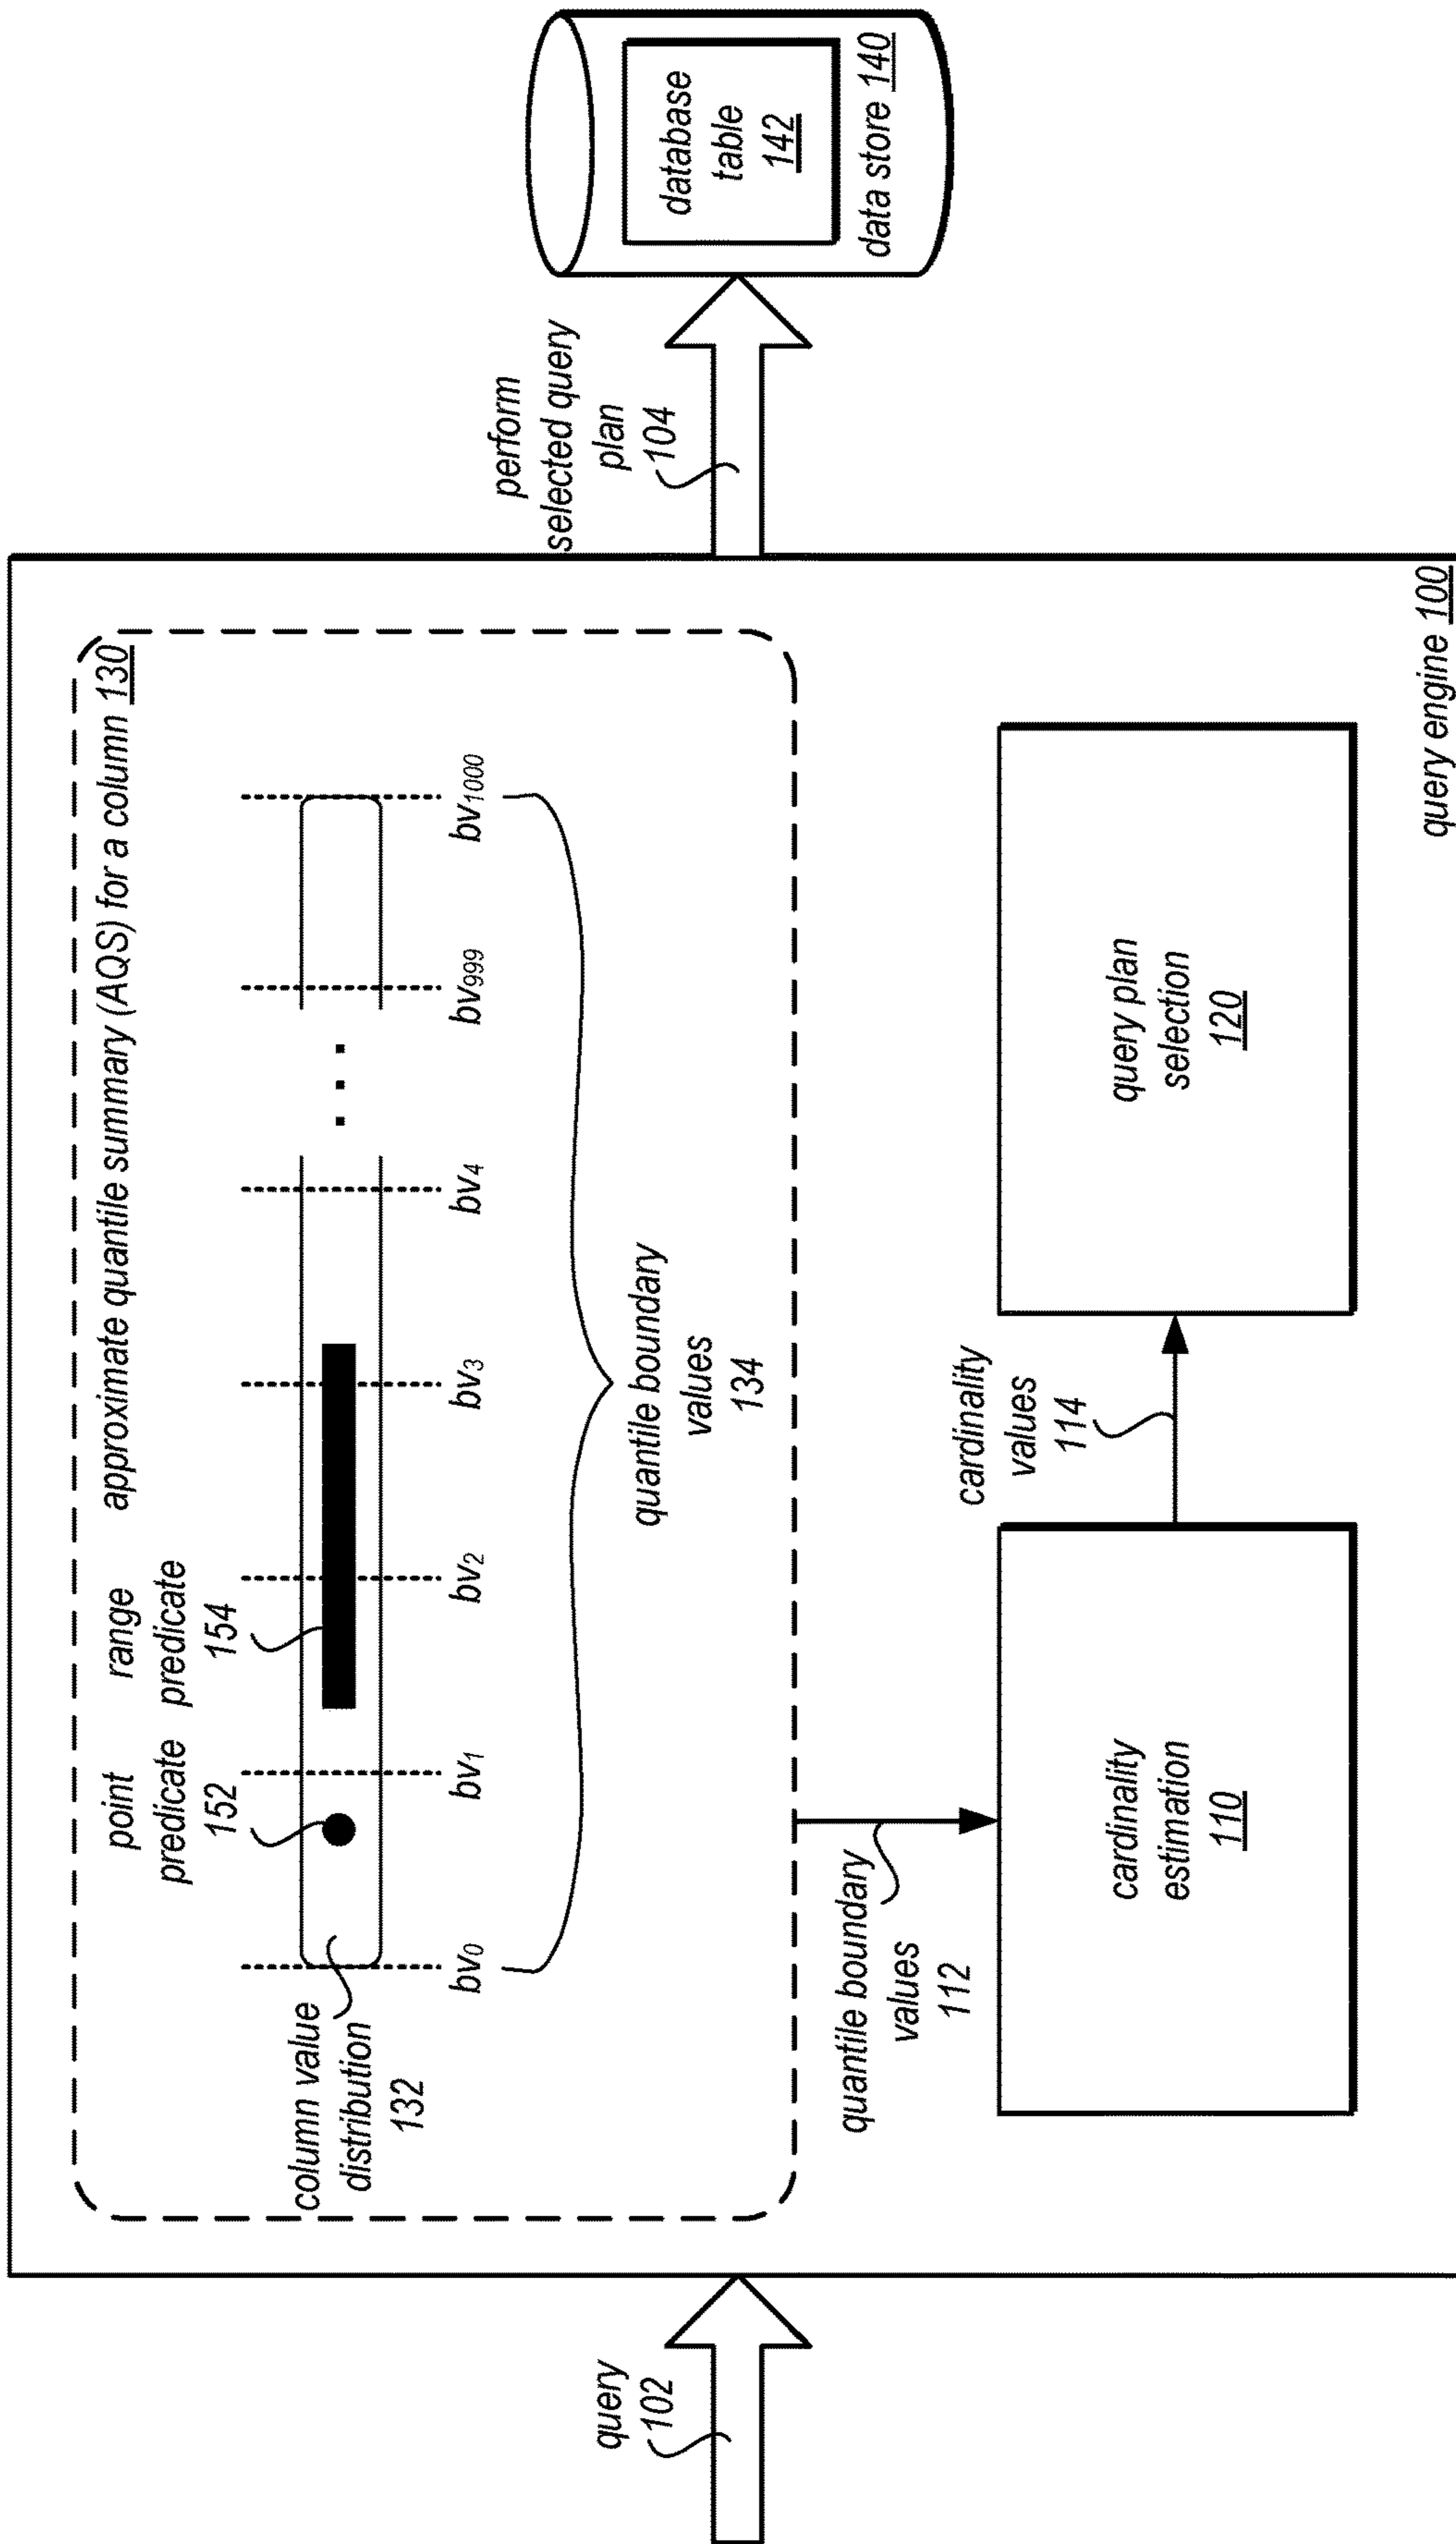 approximate quantile summary (AQS) for a column 130
point
predicate
152
range
predicate
154
column value
distribution
132
bv0
bv1
bv2
bv3
bv4
. . .
bv999
bv1000
quantile boundary
values
134
query
102
quantile boundary
values
112
cardinality
estimation
110
cardinality
values
114
query plan
selection
120
query engine 100
perform
selected query
plan
104
database
table
142
data store 140